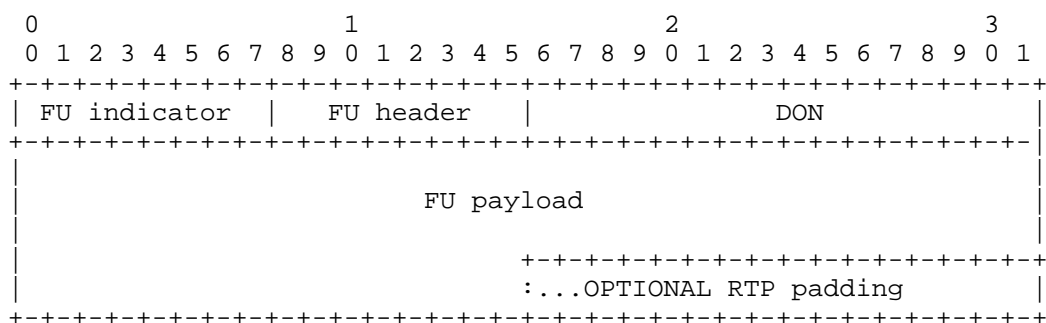 0                   1                   2                   3
 0 1 2 3 4 5 6 7 8 9 0 1 2 3 4 5 6 7 8 9 0 1 2 3 4 5 6 7 8 9 0 1
+-+-+-+-+-+-+-+-+-+-+-+-+-+-+-+-+-+-+-+-+-+-+-+-+-+-+-+-+-+-+-+-+
| FU indicator  |   FU header   |               DON             |
+-+-+-+-+-+-+-+-+-+-+-+-+-+-+-+-+-+-+-+-+-+-+-+-+-+-+-+-+-+-+-+-|
|                                                               |
|                         FU payload                            |
|                                                               |
|                               +-+-+-+-+-+-+-+-+-+-+-+-+-+-+-+-+
|                               :...OPTIONAL RTP padding        |
+-+-+-+-+-+-+-+-+-+-+-+-+-+-+-+-+-+-+-+-+-+-+-+-+-+-+-+-+-+-+-+-+